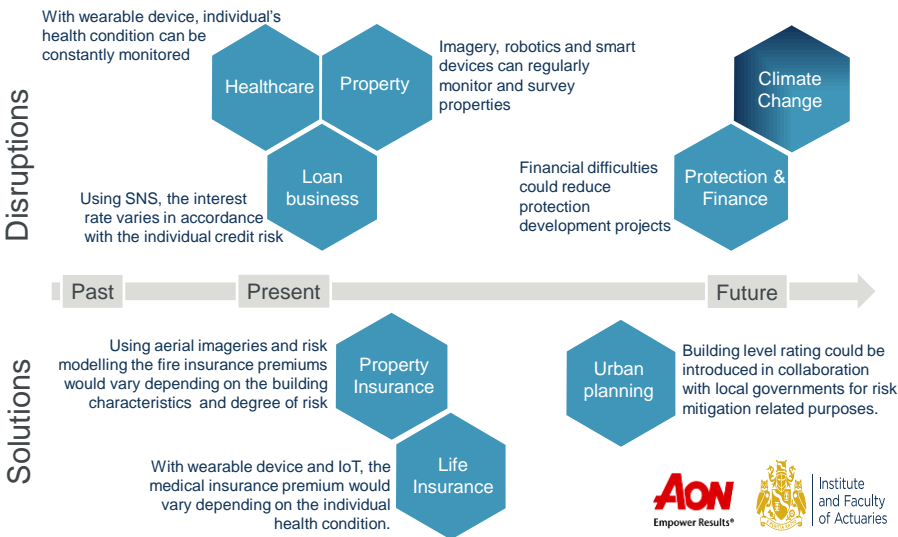 With wearable device, individual's
health condition can be
constantly monitored
Healthcare
Property
Imagery, robotics and smart
devices can regularly
monitor and survey
properties
Climate
Change
Disruptions
Loan
business
Using SNS, the interest
rate varies in accordance
with the individual credit risk
Financial difficulties
could reduce
protection
development projects
Protection &
Finance
Past
Present
Future
Solutions
Using aerial imageries and risk
modelling the fire insurance premiums
would vary depending on the building
characteristics and degree of risk
Property
Insurance
Urban
planning
Building level rating could be
introduced in collaboration
with local governments for risk
mitigation related purposes.
With wearable device and IoT, the
medical insurance premium would
vary depending on the individual
health condition.
Life
Insurance
AON
Empower Results®
Institute
and Faculty
of Actuaries